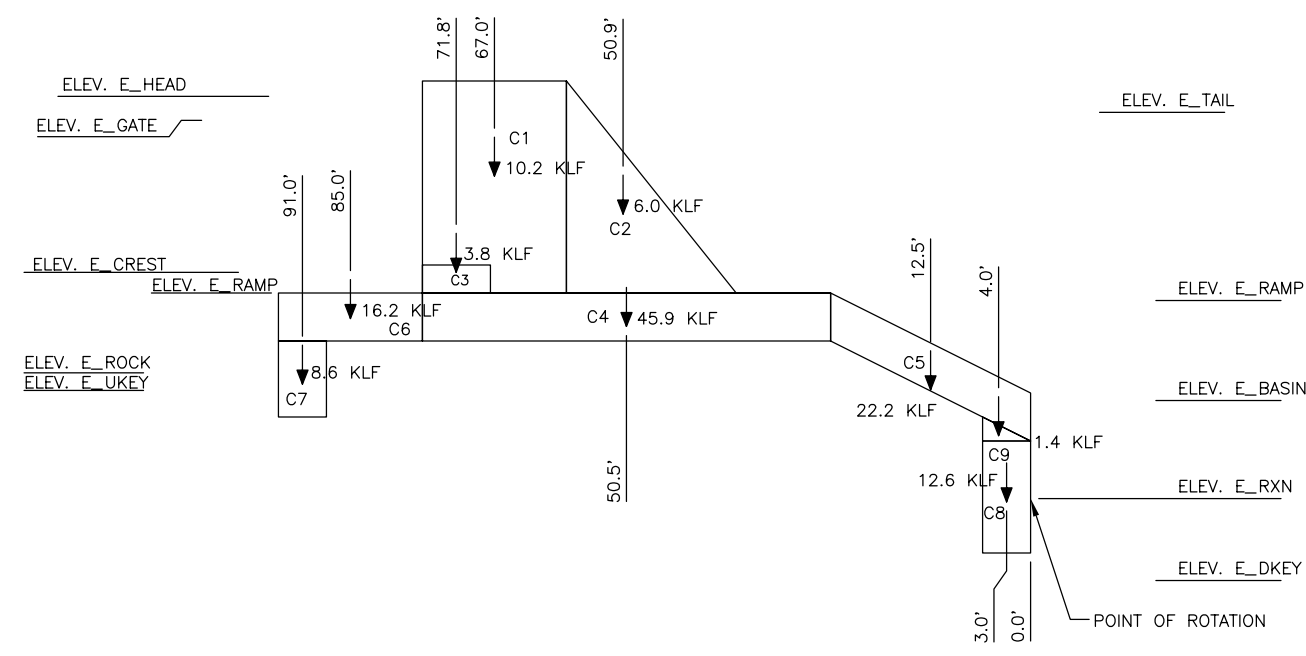 71.8'
67.0'
50.9'
ELEV. E_HEAD
ELEV. E_TAIL
ELEV. E_GATE
C1
10.2 KLF
91.0'
85.0'
6.0 KLF
C2
12.5'
4.0'
3.8 KLF
ELEV. E_CREST
C3
ELEV. E_RAMP
ELEV. E_RAMP
16.2 KLF
C6
C4
45.9 KLF
ELEV. E_ROCK
ELEV. E_UKEY
8.6 KLF
C7
C5
ELEV. E_BASIN
22.2 KLF
1.4 KLF
C9
50.5'
12.6 KLF
ELEV. E_RXN
C8
ELEV. E_DKEY
3.0'
0.0'
POINT OF ROTATION